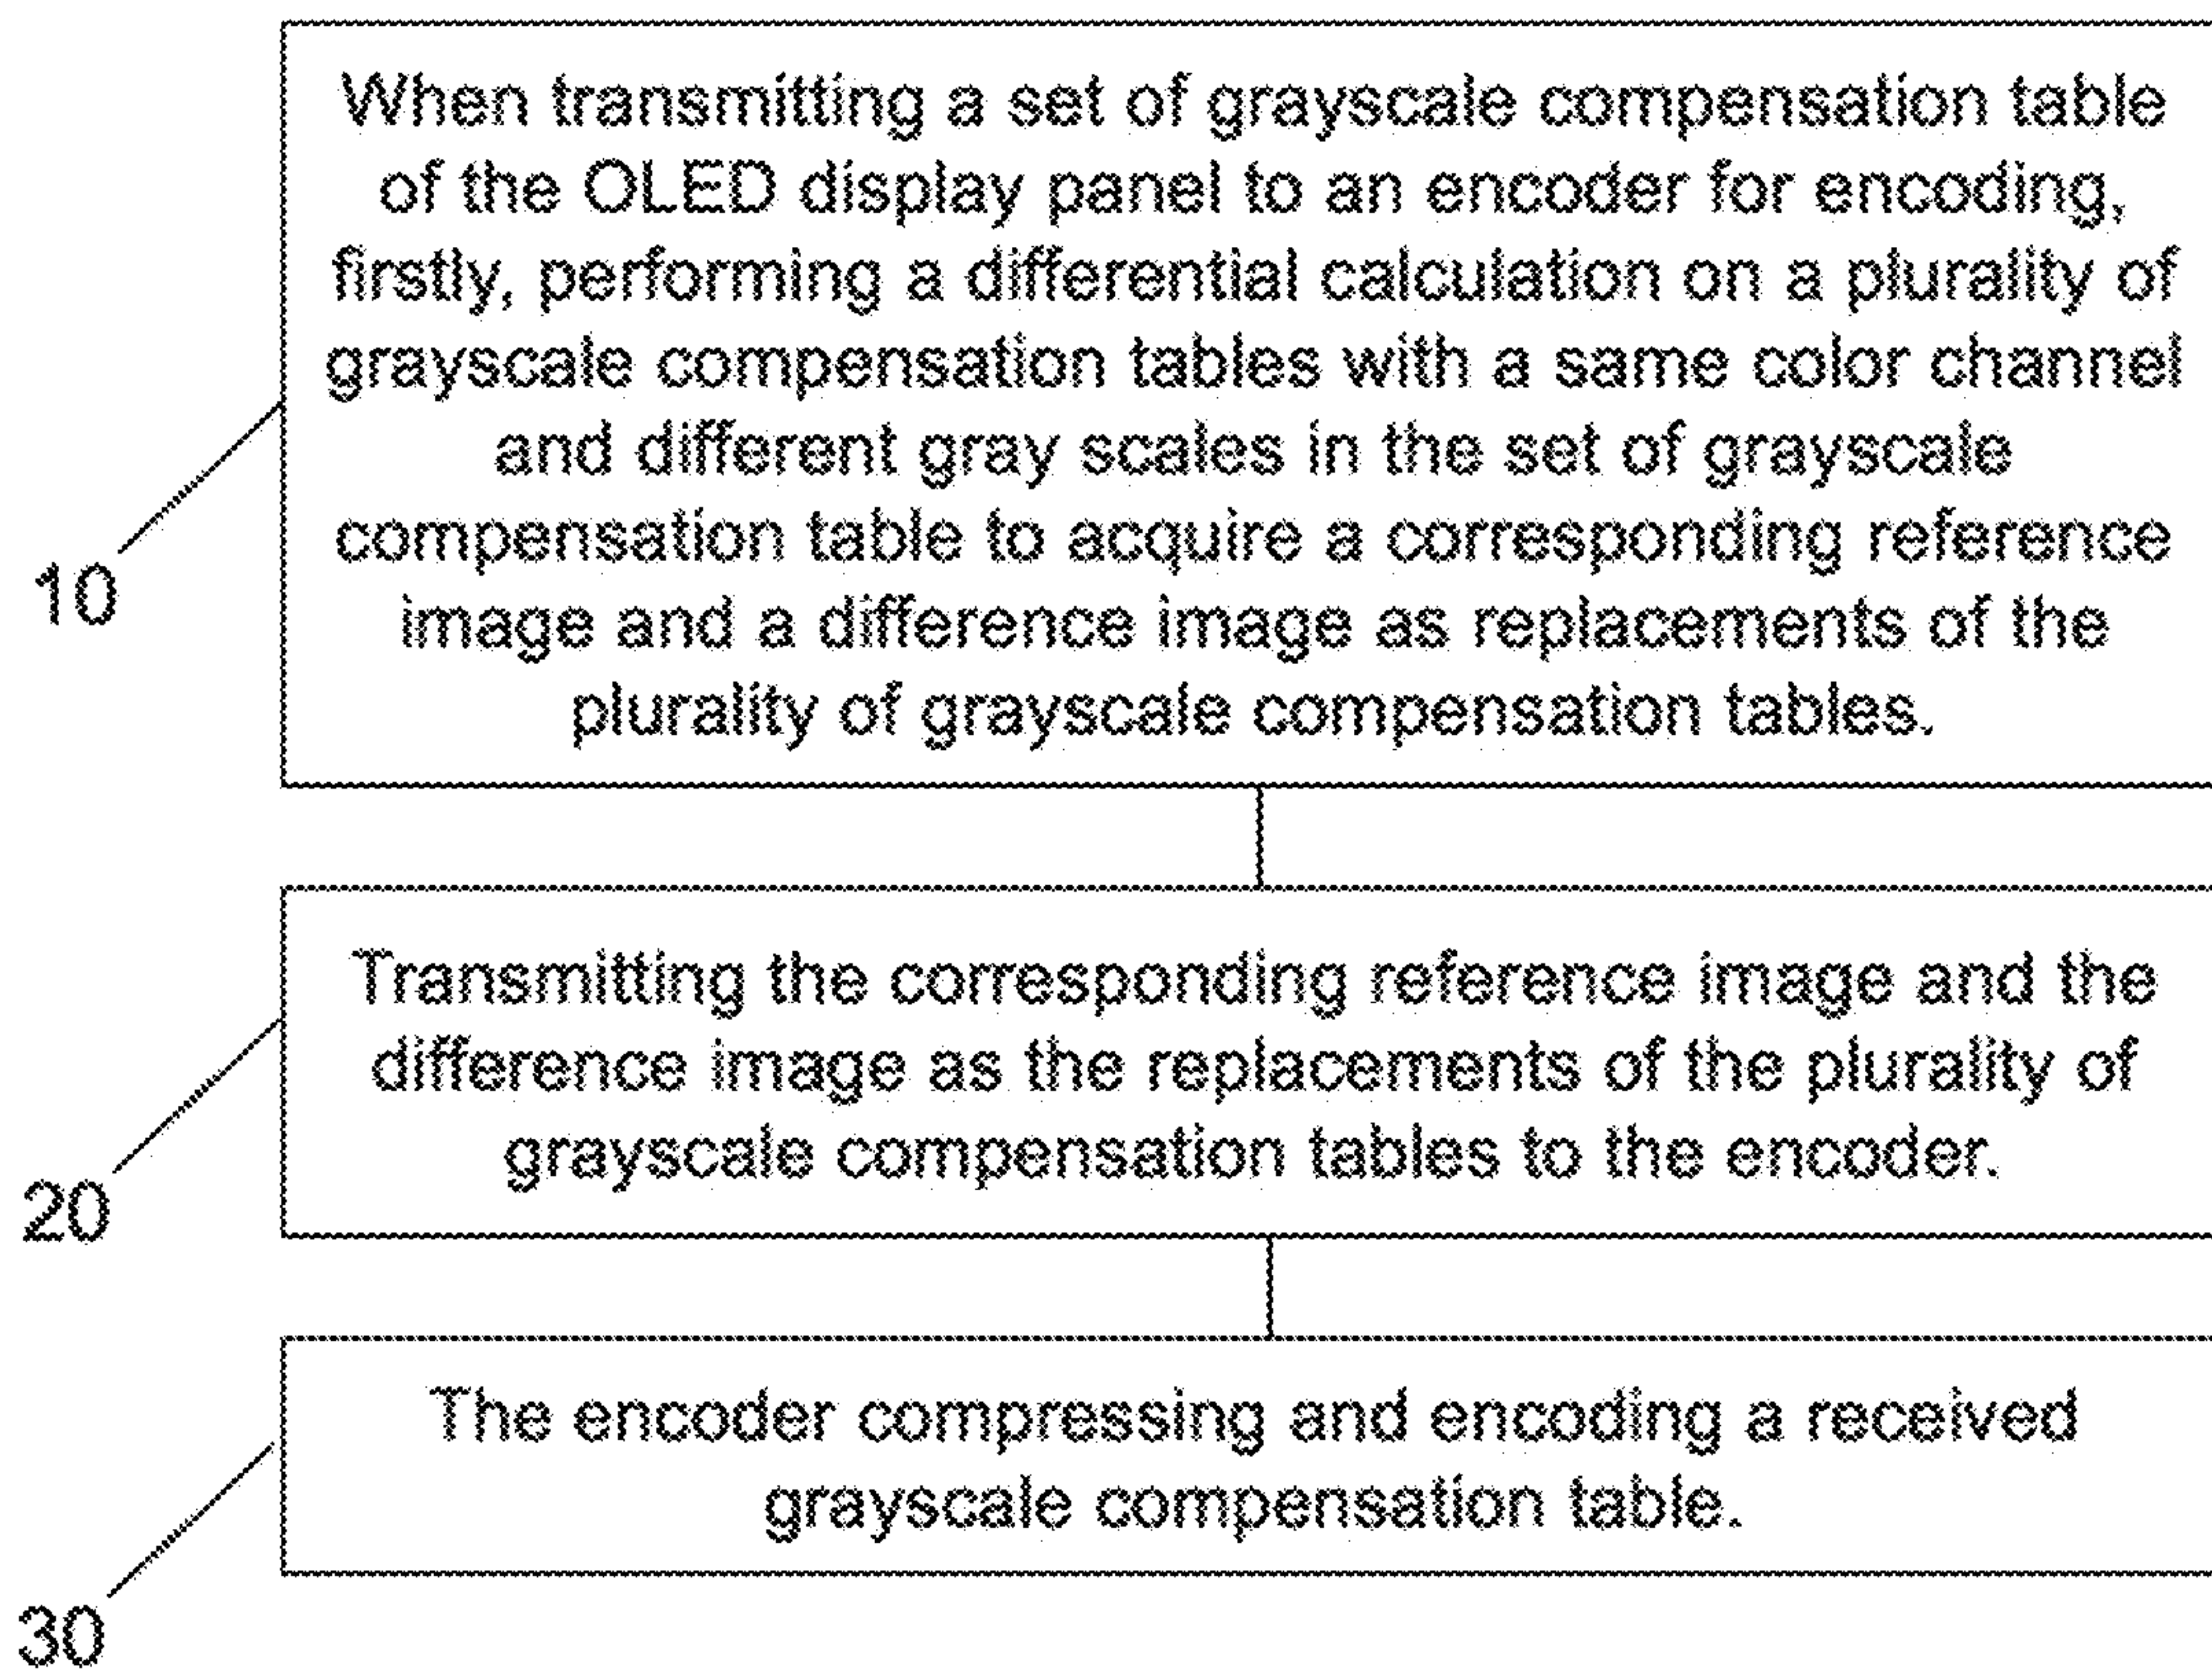 When transmitting a set of grayscale compensation table
of the OLED display panel to an encoder for encoding,
firstly, performing a differential calculation on a plurality of
grayscale compensation tables with a same color channel
and different gray scales in the set of grayscale
compensation table to acquire a corresponding reference
image and a difference image as replacements of the
plurality of grayscale compensation tables.
10
Transmitting the corresponding reference image and the
difference image as the replacements of the plurality of
grayscale compensation tables to the encoder.
20
The encoder compressing and encoding a received
grayscale compensation table.
30